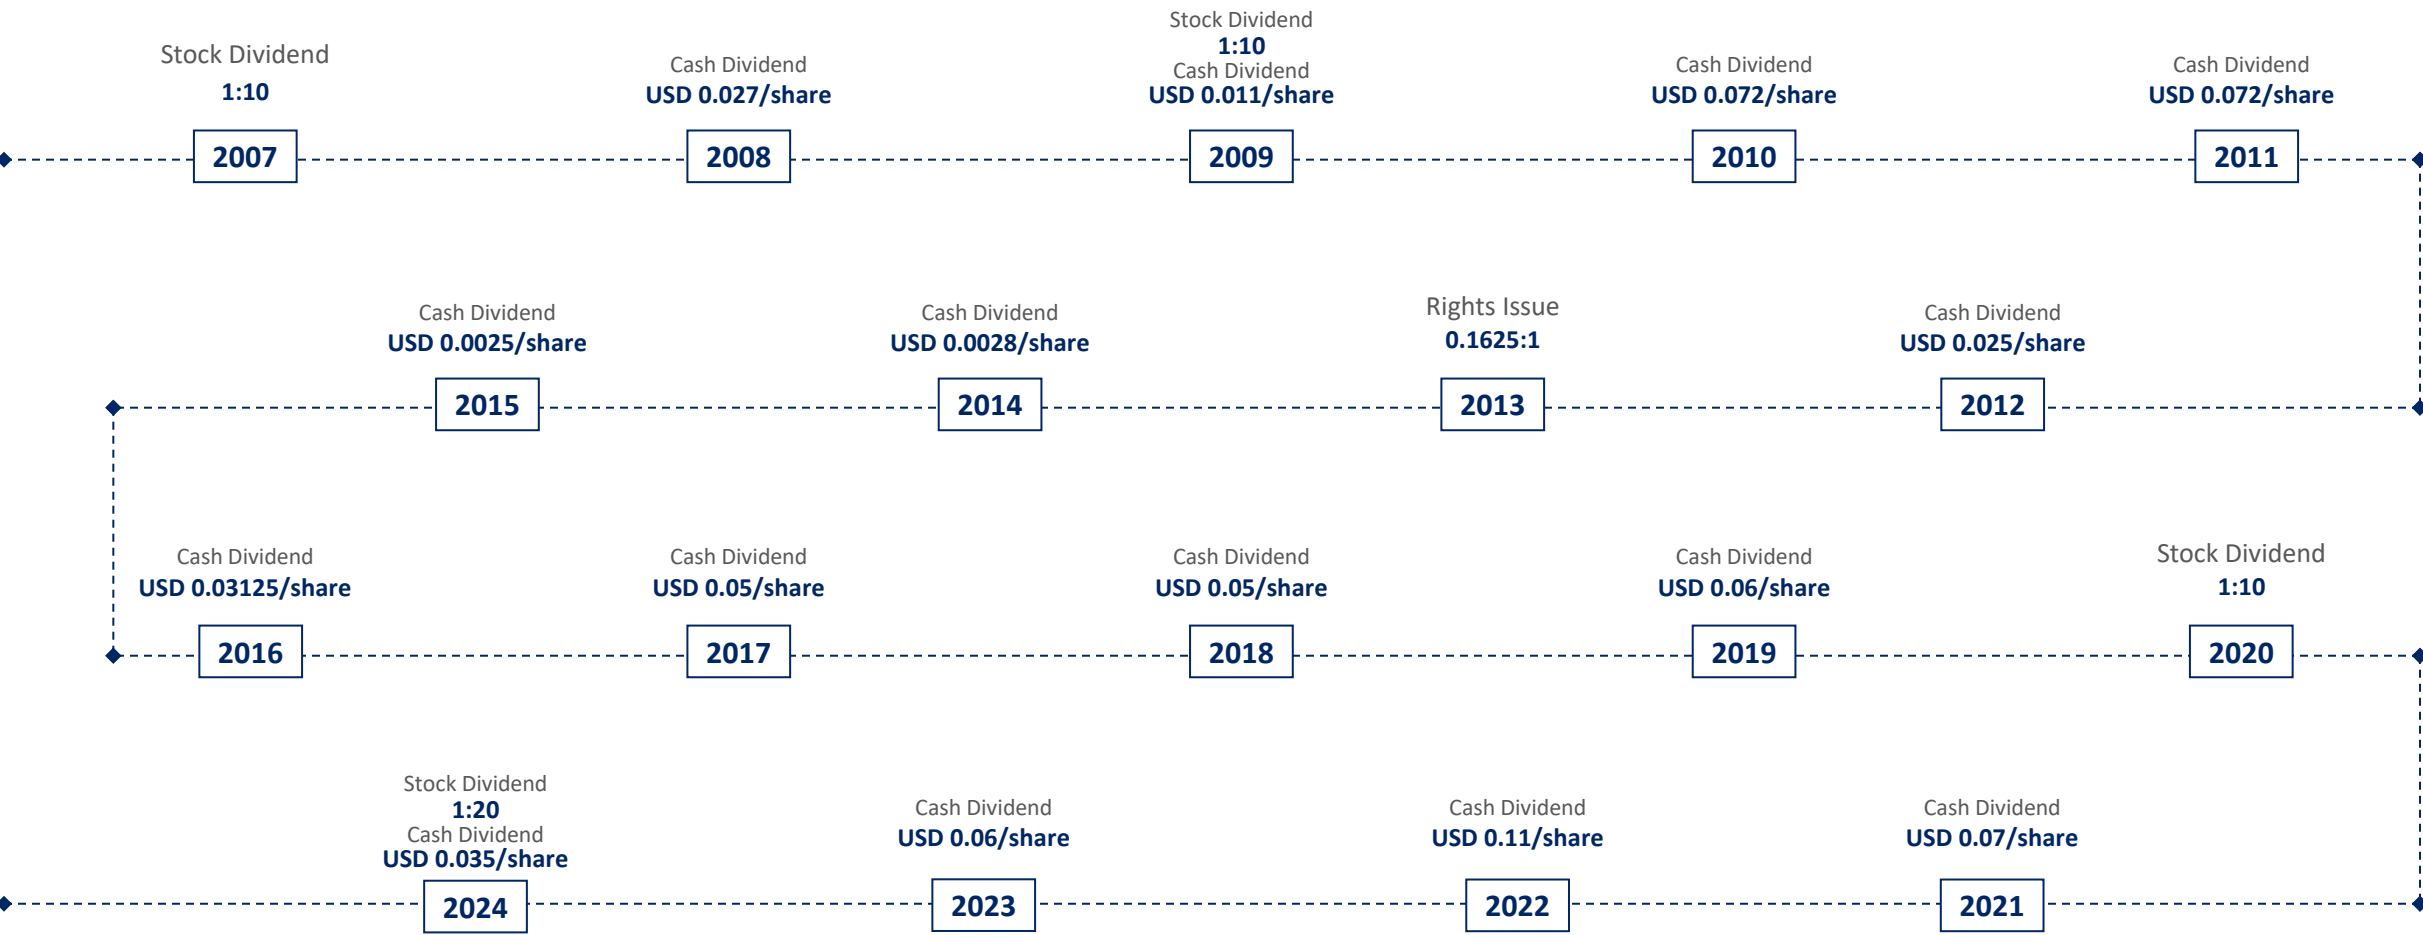 Stock Dividend
1:10
2007
Cash Dividend
USD 0.027/share
2008
Stock Dividend
1:10
Cash Dividend
USD 0.011/share
2009
Cash Dividend
USD 0.072/share
2010
Cash Dividend
USD 0.072/share
2011
Cash Dividend
USD 0.025/share
2012
Rights Issue
0.1625:1
2013
Cash Dividend
USD 0.0028/share
2014
Cash Dividend
USD 0.0025/share
2015
Cash Dividend
USD 0.03125/share
2016
Cash Dividend
USD 0.05/share
2017
Cash Dividend
USD 0.05/share
2018
Cash Dividend
USD 0.06/share
2019
Stock Dividend
1:10
2020
Cash Dividend
USD 0.07/share
2021
Cash Dividend
USD 0.11/share
2022
Cash Dividend
USD 0.06/share
2023
Stock Dividend
1:20
Cash Dividend
USD 0.035/share
2024